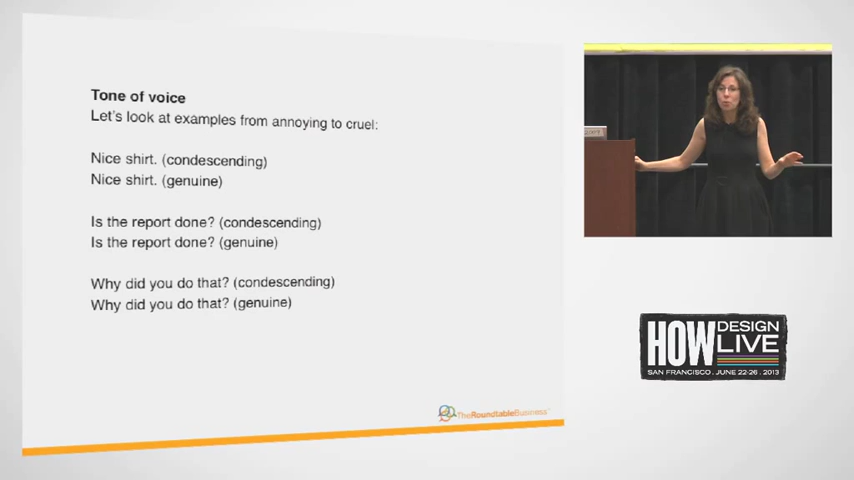 Tone of voice
Let's look at examples from annoying to cruel:
Nice shirt. (condescending)
Nice shirt. (genuine)
Is the report done? (condescending)
Is the report done? (genuine)
Why did you do that? (condescending)
Why did you do that? (genuine)
TheRoundtableBusiness
HOW DESIGN LIVE
SAN FRANCISCO . JUNE 22-26 . 2013